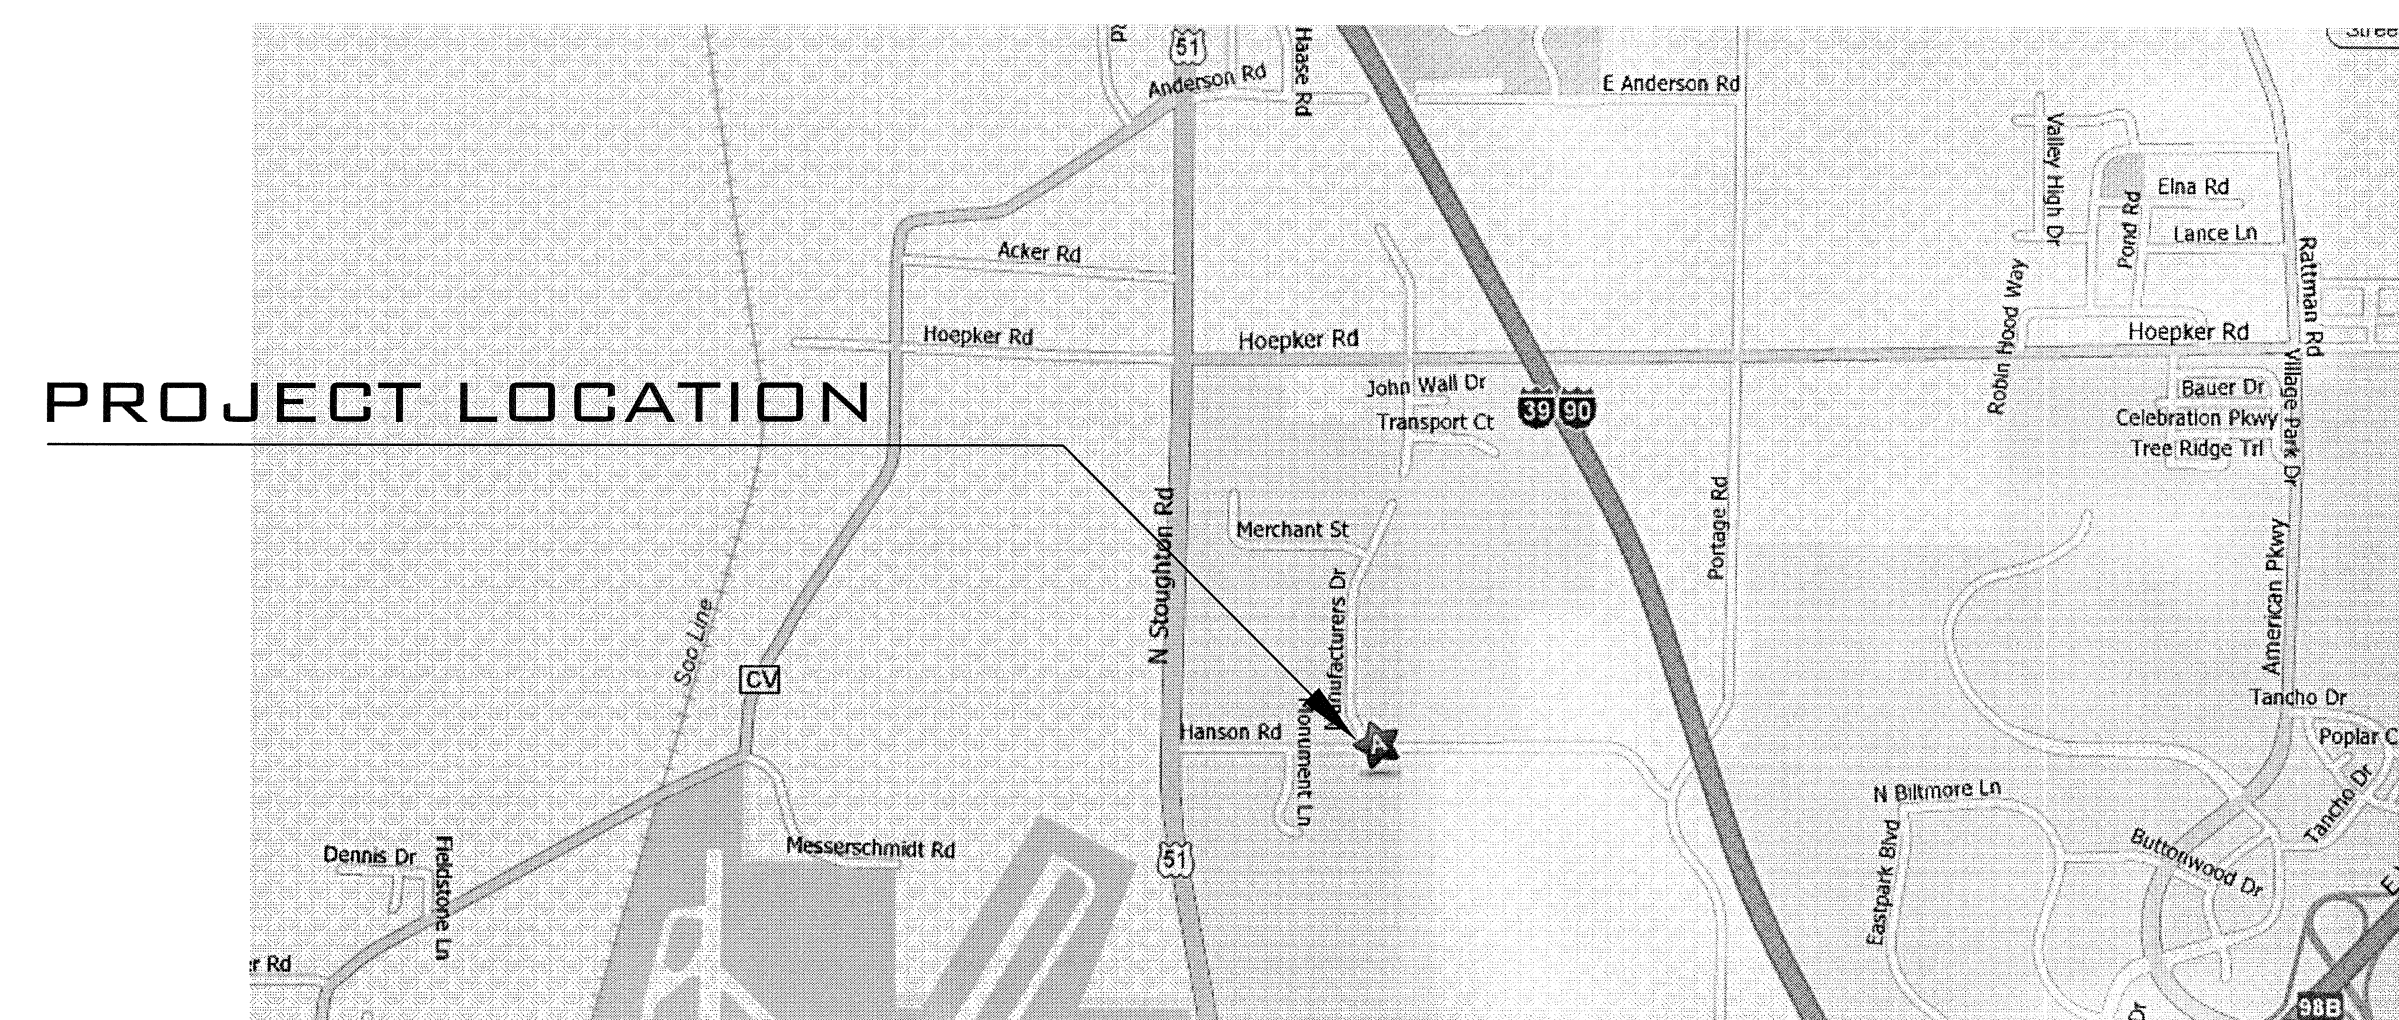 51
Haase Rd
Anderson Rd
E Anderson Rd
Valley High Dr
Elna Rd
Pond Rd
Lance Ln
Acker Rd
Rattman Rd
Robin Hood Way
Hoepker Rd
Hoepker Rd
Hoepker Rd
PROJECT LOCATION
John Wall Dr
39
90
Transport Ct
Bauer Dr
Celebration Pkwy
Tree Ridge Trl
Village Park Dr
N Stoughton Rd
Merchant St
Portage Rd
American Pkwy
Manufacturers Dr
Soo Line
CV
Tancho Dr
Hanson Rd
Monument Ln
A
Poplar C
N Biltmore Ln
Tancho Dr
Eastpark Blvd
Buttonwood Dr
Dennis Dr
Fieldstone Ln
Messerschmidt Rd
51
er Rd
98B
Dr